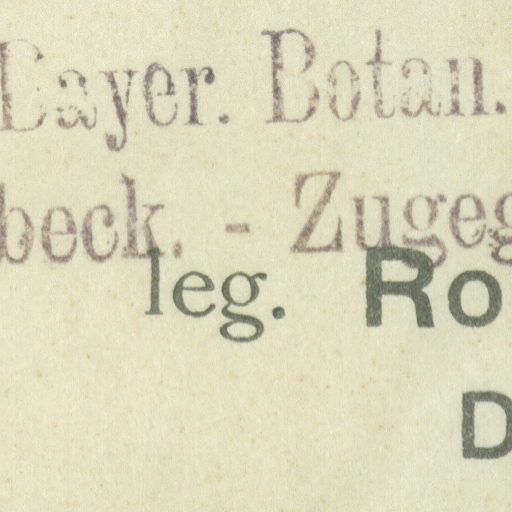 Bayer. Botan.
beck. - Zugeg
leg. Ro
D